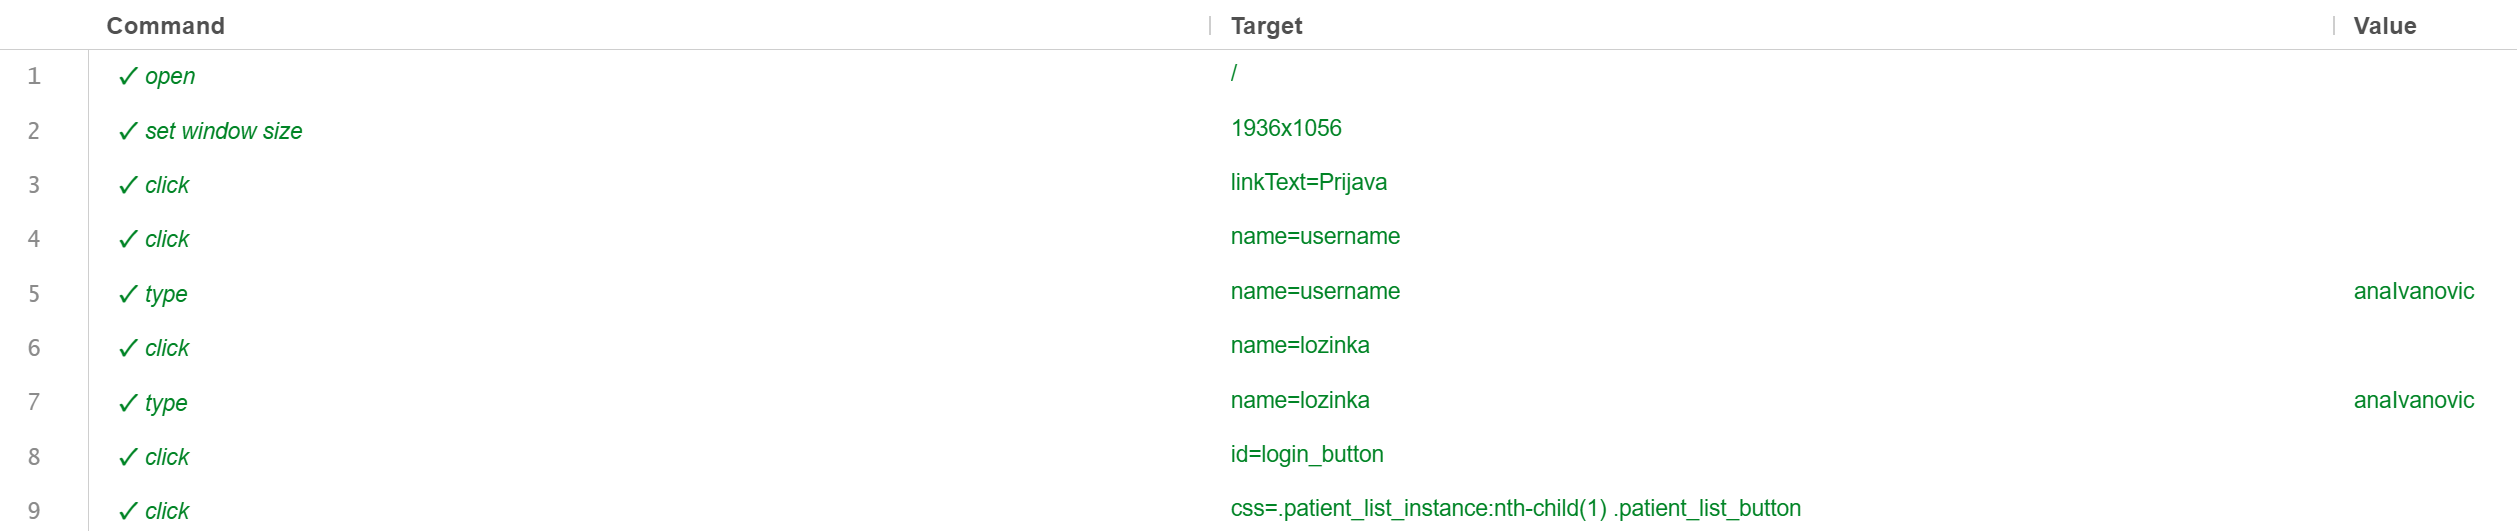 Command Target Value
1 ✓ open /
2 ✓ set window size 1936x1056
3 ✓ click linkText=Prijava
4 ✓ click name=username
5 ✓ type name=username anaIvanovic
6 ✓ click name=lozinka
7 ✓ type name=lozinka anaIvanovic
8 ✓ click id=login_button
9 ✓ click css=.patient_list_instance:nth-child(1) .patient_list_button